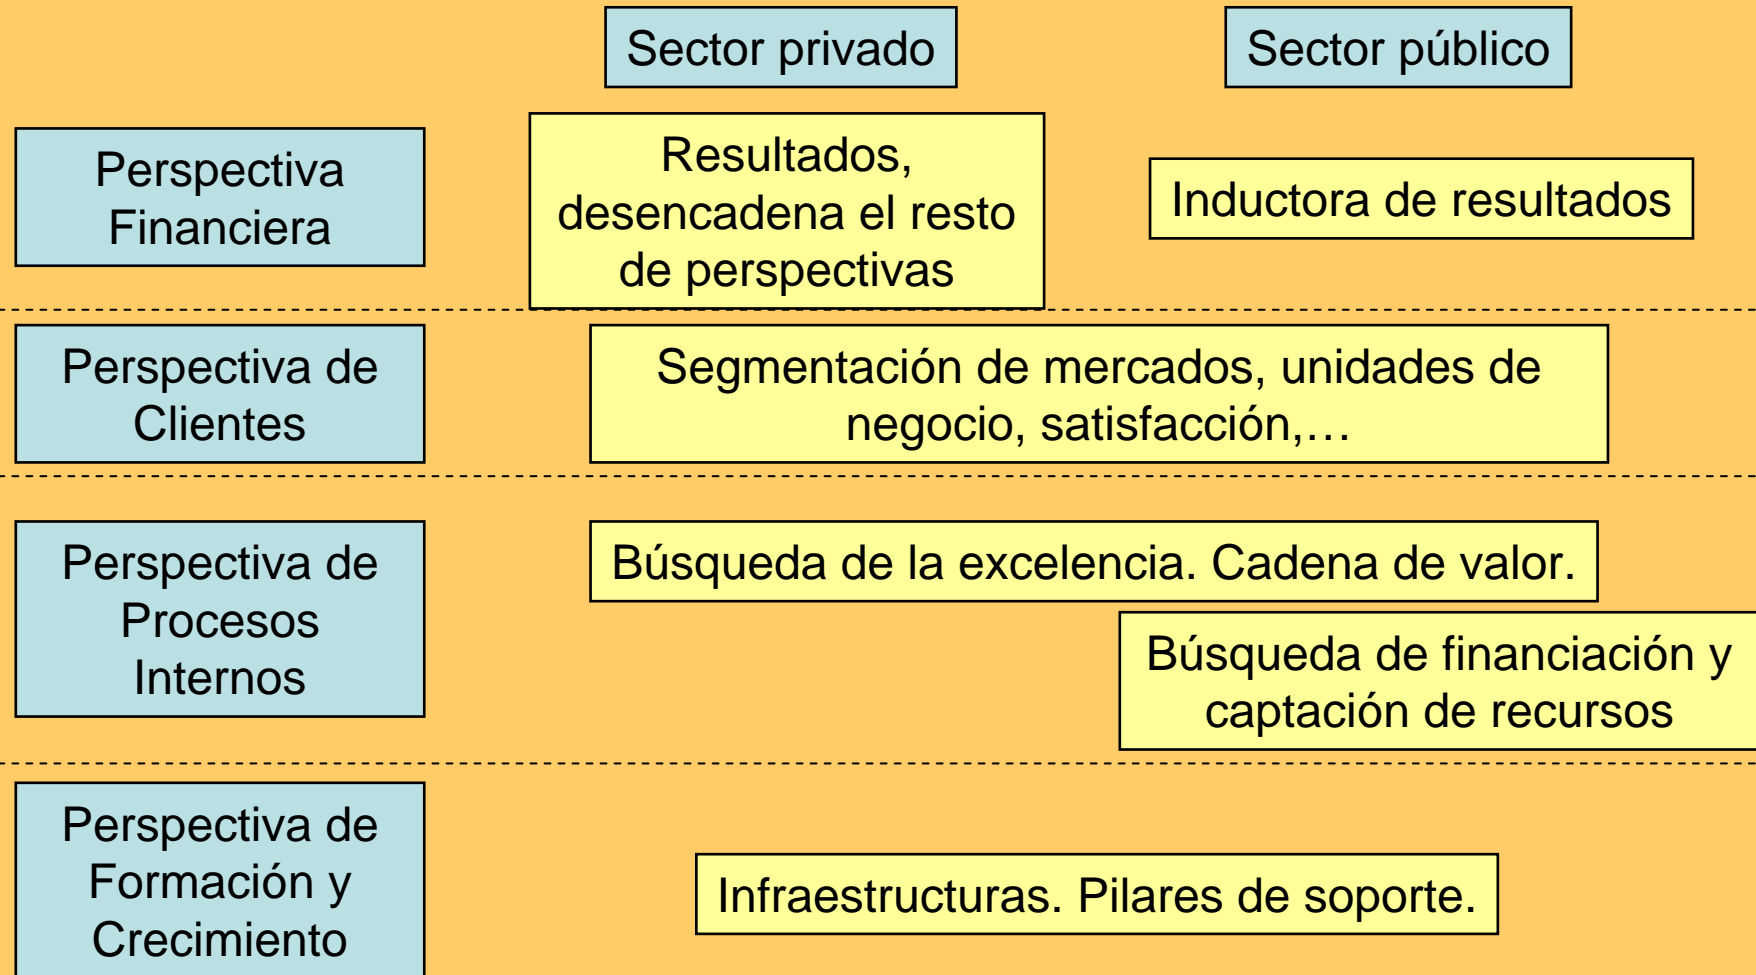 Sector privado
Sector público
Perspectiva
Financiera
Resultados,
desencadena el resto
de perspectivas
Inductora de resultados
Perspectiva de
Clientes
Segmentación de mercados, unidades de
negocio, satisfacción,…
Perspectiva de
Procesos
Internos
Búsqueda de la excelencia. Cadena de valor.
Búsqueda de financiación y
captación de recursos
Perspectiva de
Formación y
Crecimiento
Infraestructuras. Pilares de soporte.